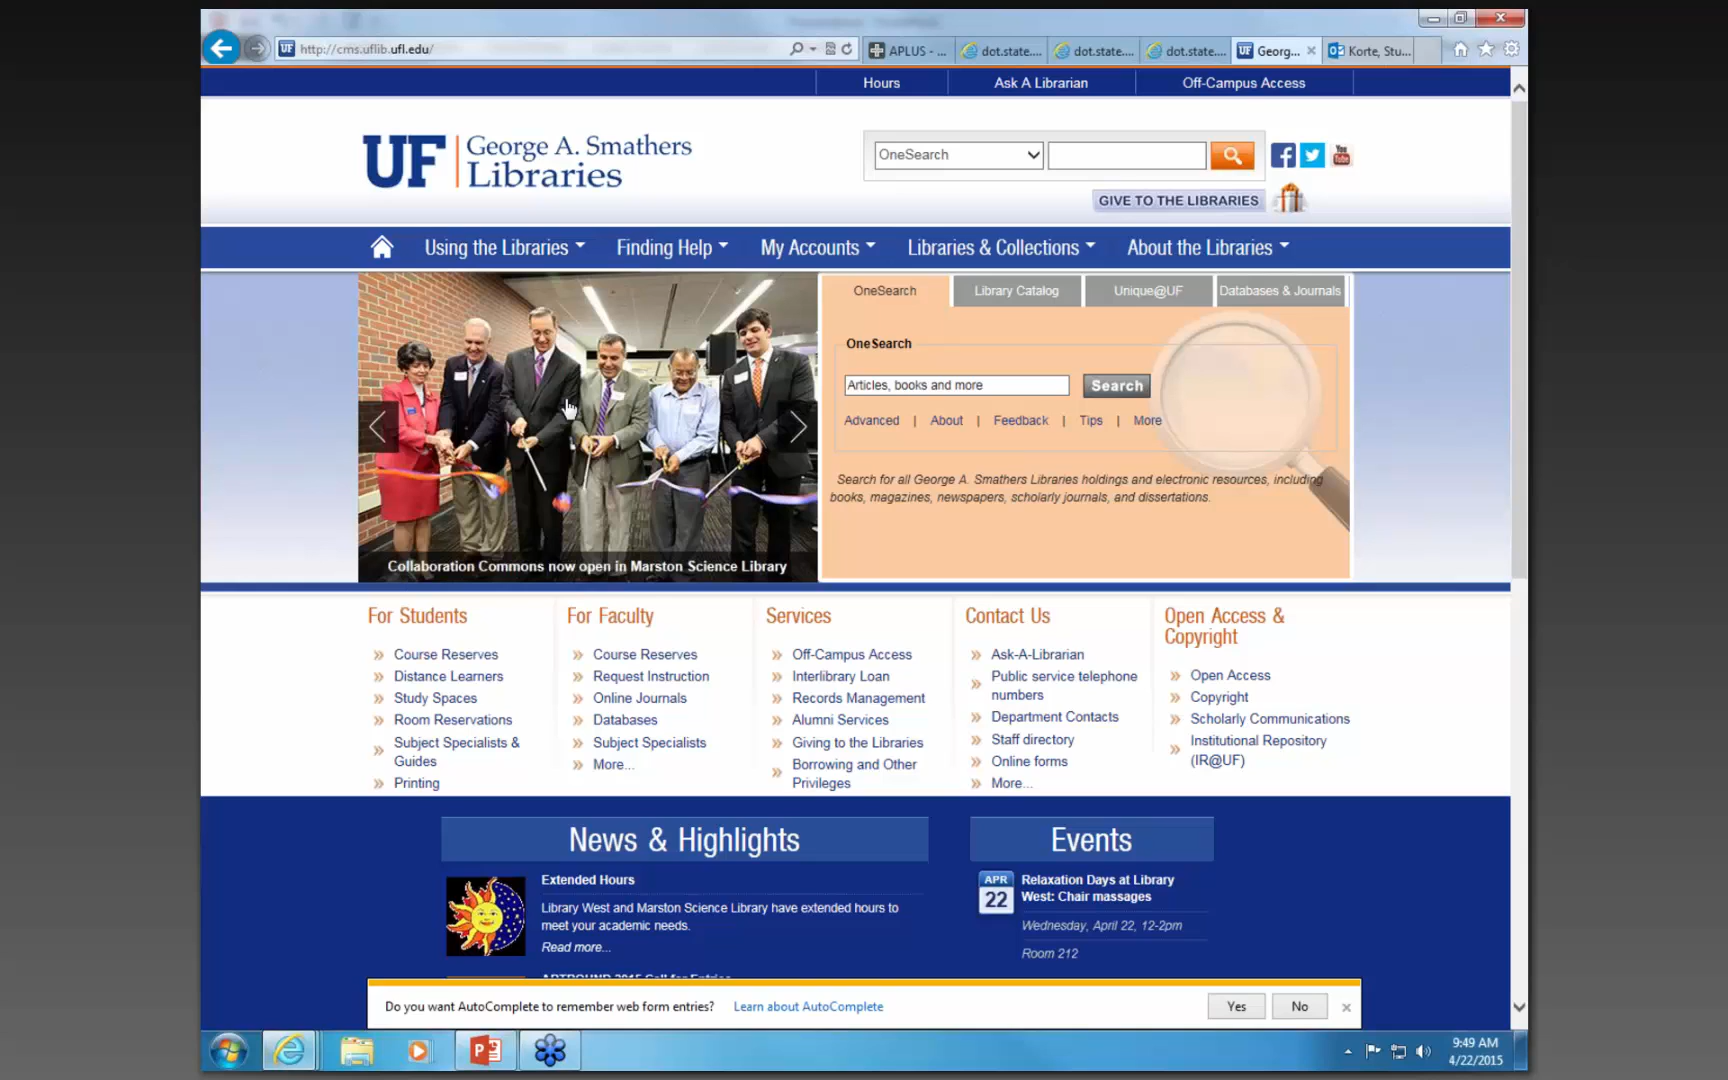 http://cms.uflib.ufl.edu/
APLUS - ...
dot.state....
dot.state....
dot.state....
UF Georg...
Korte, Stu...
Hours
Ask A Librarian
Off-Campus Access
UF George A. Smathers
Libraries
OneSearch
You
Tube
GIVE TO THE LIBRARIES
Using the Libraries
Finding Help
My Accounts
Libraries & Collections
About the Libraries
OneSearch
Library Catalog
Unique@UF
Databases & Journals
OneSearch
Articles, books and more
Search
Advanced | About | Feedback | Tips | More
Search for all George A. Smathers Libraries holdings and electronic resources, including
books, magazines, newspapers, scholarly journals, and dissertations.
Collaboration Commons now open in Marston Science Library
For Students
Course Reserves
Distance Learners
Study Spaces
Room Reservations
Subject Specialists &
Guides
Printing
For Faculty
Course Reserves
Request Instruction
Online Journals
Databases
Subject Specialists
More...
Services
Off-Campus Access
Interlibrary Loan
Records Management
Alumni Services
Giving to the Libraries
Borrowing and Other
Privileges
Contact Us
Ask-A-Librarian
Public service telephone
numbers
Department Contacts
Staff directory
Online forms
More...
Open Access &
Copyright
Open Access
Copyright
Scholarly Communications
Institutional Repository
(IR@UF)
News & Highlights
Extended Hours
Library West and Marston Science Library have extended hours to
meet your academic needs.
Read more...
Events
APR
22
Relaxation Days at Library
West: Chair massages
Wednesday, April 22, 12-2pm
Room 212
Do you want AutoComplete to remember web form entries?
Learn about AutoComplete
Yes
No
9:49 AM
4/22/2015